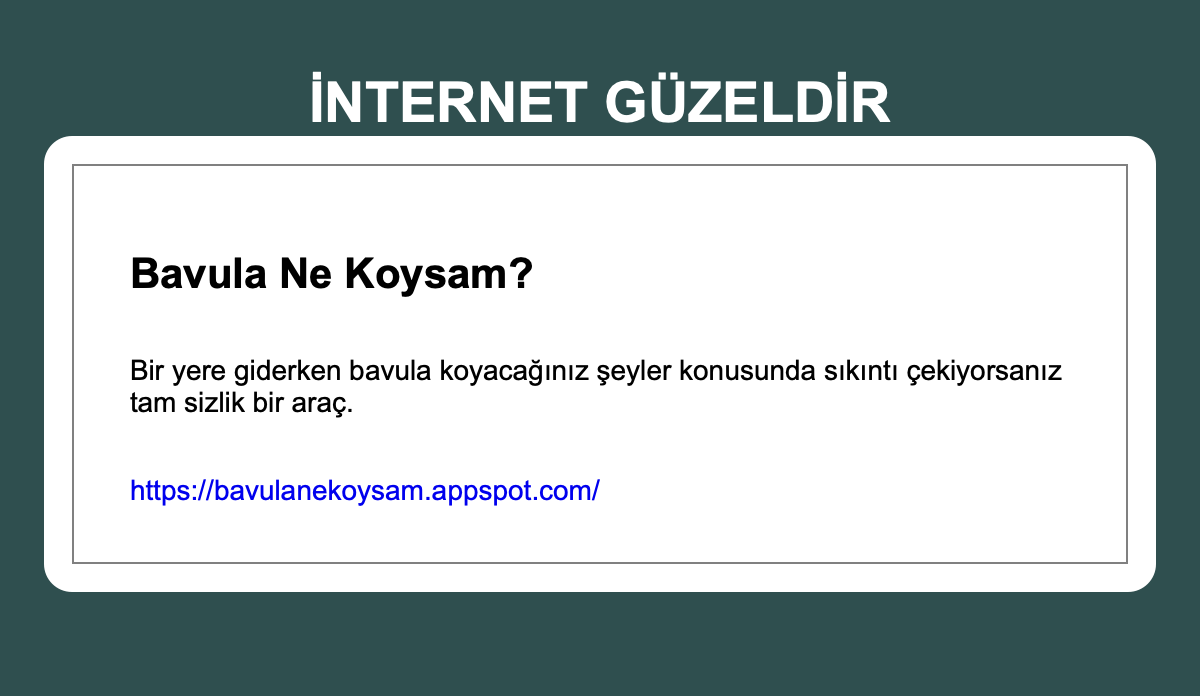 İNTERNET GÜZELDİR
Bavula Ne Koysam?
Bir yere giderken bavula koyacağınız şeyler konusunda sıkıntı çekiyorsanız
tam sizlik bir araç.
https://bavulanekoysam.appspot.com/